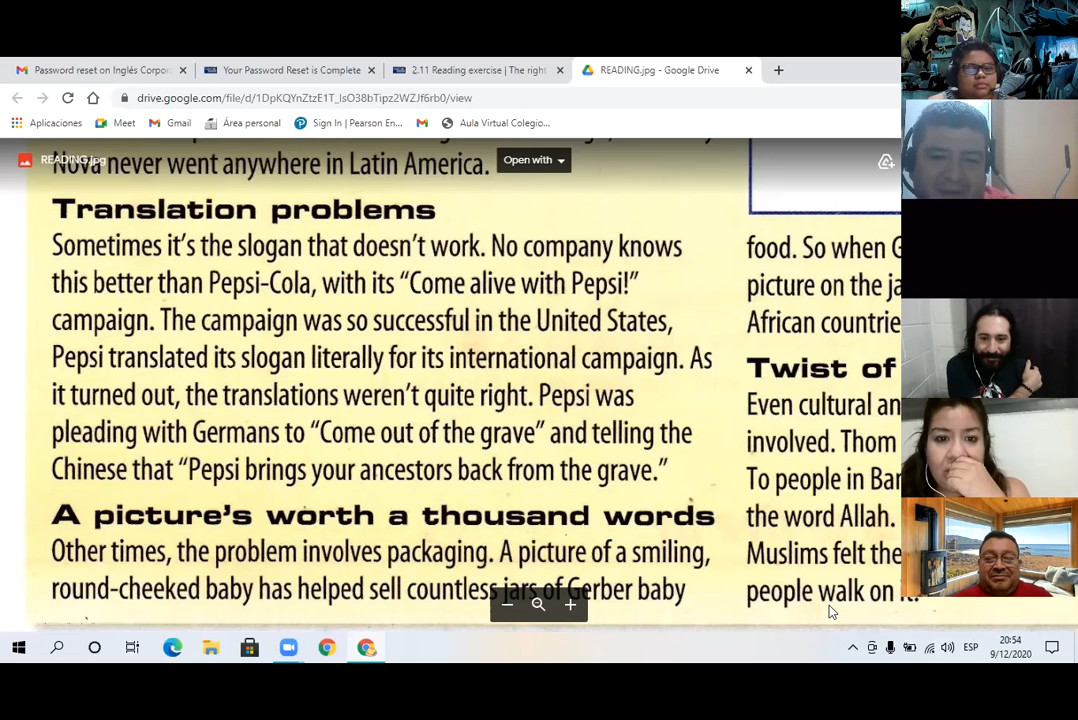 Password reset on Inglés Corpor
Your Password Reset is Complete
2.11 Reading exercise | The right
READING.jpg - Google Drive
drive.google.com/file/d/1DpKQYnZtzE1T_lsO38bTipz2WZJf6rb0/view
Aplicaciones
Meet
Gmail
Área personal
Sign In | Pearson En...
Aula Virtual Colegio...
READING.jpg
Open with
Nova never went anywhere in Latin America.
Translation problems
Sometimes it's the slogan that doesn't work. No company knows
this better than Pepsi-Cola, with its “Come alive with Pepsi!”
campaign. The campaign was so successful in the United States,
Pepsi translated its slogan literally for its international campaign. As
it turned out, the translations weren't quite right. Pepsi was
pleading with Germans to “Come out of the grave” and telling the
Chinese that “Pepsi brings your ancestors back from the grave.”
A picture's worth a thousand words
Other times, the problem involves packaging. A picture of a smiling,
round-cheeked baby has helped sell countless jars of Gerber baby
food. So when G
picture on the ja
African countrie
Twist of
Even cultural an
involved. Thom
To people in Ban
the word Allah.
Muslims felt the
people walk on it.
ESP
20:54
9/12/2020